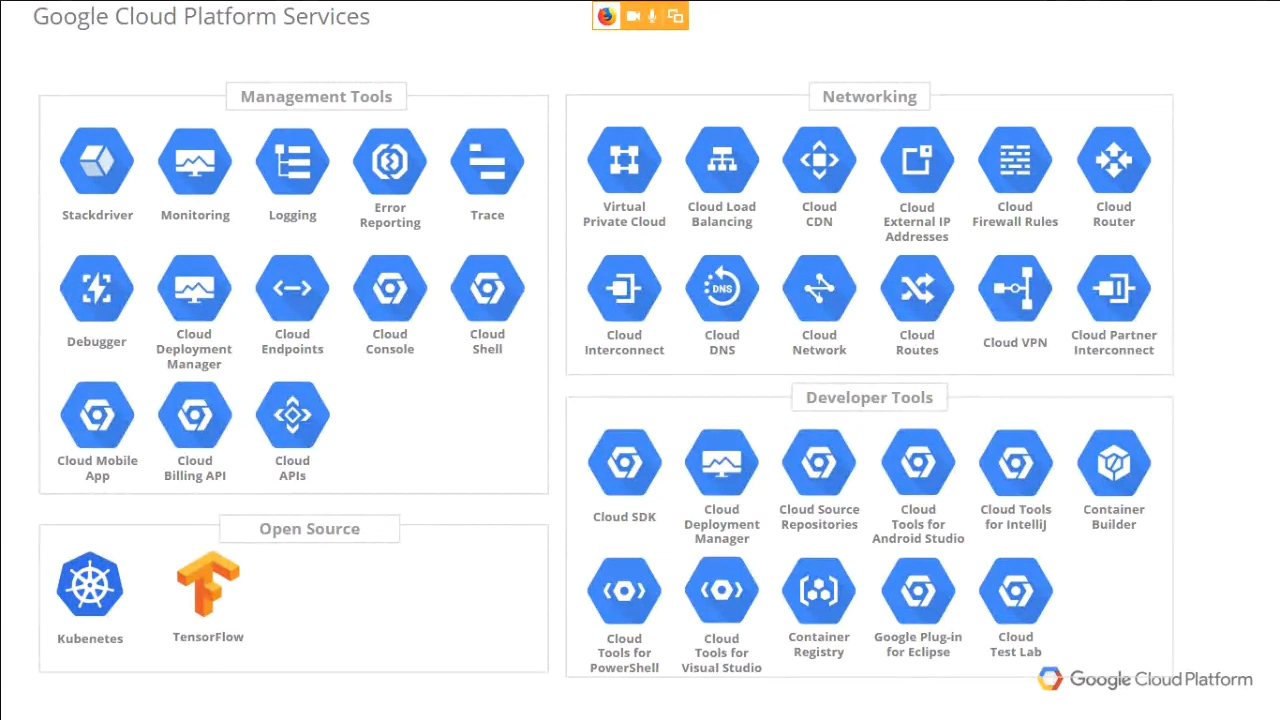 Google Cloud Platform Services
Management Tools
Stackdriver
Monitoring
Logging
Error
Reporting
Trace
Debugger
Cloud
Deployment
Manager
Cloud
Endpoints
Cloud
Console
Cloud
Shell
Cloud Mobile
App
Cloud
Billing API
Cloud
APIs
Open Source
Kubenetes
TensorFlow
Networking
Virtual
Private Cloud
Cloud Load
Balancing
Cloud
CDN
Cloud
External IP
Addresses
Cloud
Firewall Rules
Cloud
Router
Cloud
Interconnect
DNS
Cloud
DNS
Cloud
Network
Cloud
Routes
Cloud VPN
Cloud Partner
Interconnect
Developer Tools
Cloud SDK
Cloud
Deployment
Manager
Cloud Source
Repositories
Cloud
Tools for
Android Studio
Cloud Tools
for IntelliJ
Container
Builder
Cloud
Tools for
PowerShell
Cloud
Tools for
Visual Studio
Container
Registry
Google Plug-in
for Eclipse
Cloud
Test Lab
Google Cloud Platform